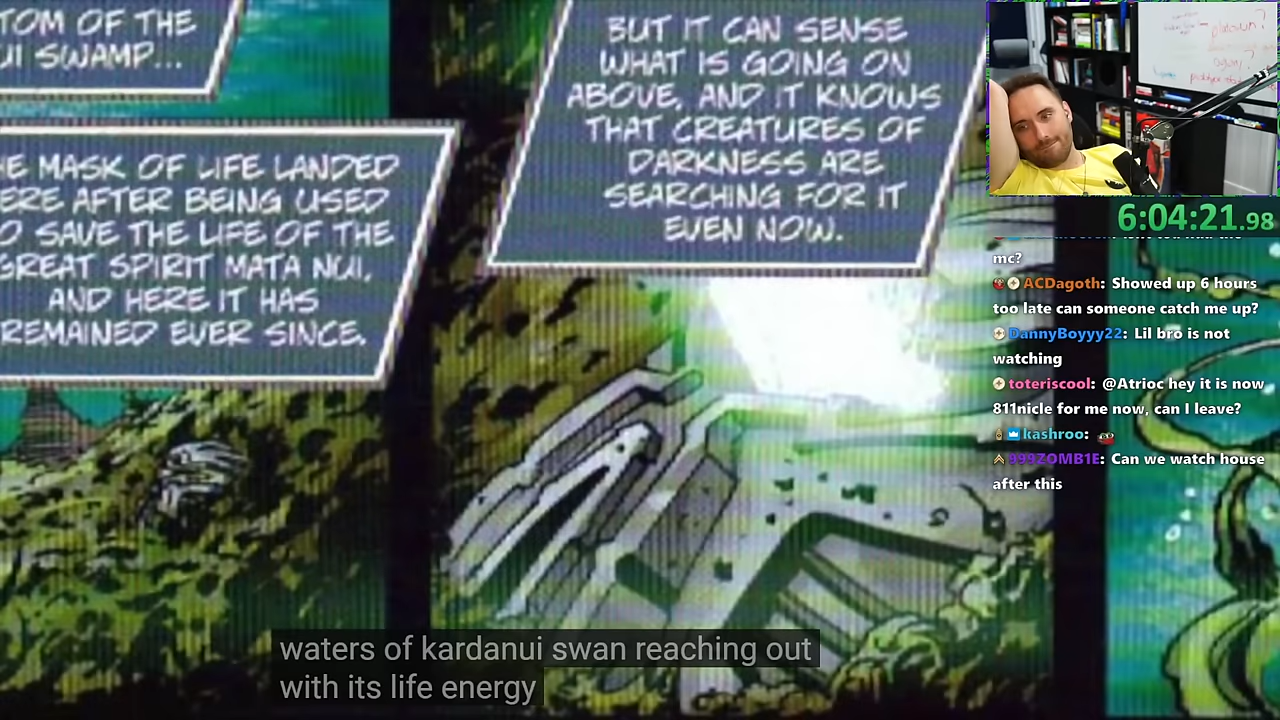 TOM OF THE
UI SWAMP...
HE MASK OF LIFE LANDED
ERE AFTER BEING USED
O SAVE THE LIFE OF THE
GREAT SPIRIT MATA NUI,
AND HERE IT HAS
REMAINED EVER SINCE.
BUT IT CAN SENSE
WHAT IS GOING ON
ABOVE, AND IT KNOWS
THAT CREATURES OF
DARKNESS ARE
SEARCHING FOR IT
EVEN NOW.
waters of kardanui swan reaching out
with its life energy
6:04:21.98
mc?
ACDagoth: Showed up 6 hours
too late can someone catch me up?
DannyBoyyy22: Lil bro is not
watching
toteriscool: @Atrioc hey it is now
811nicle for me now, can I leave?
kashroo:
999ZOMB1E: Can we watch house
after this